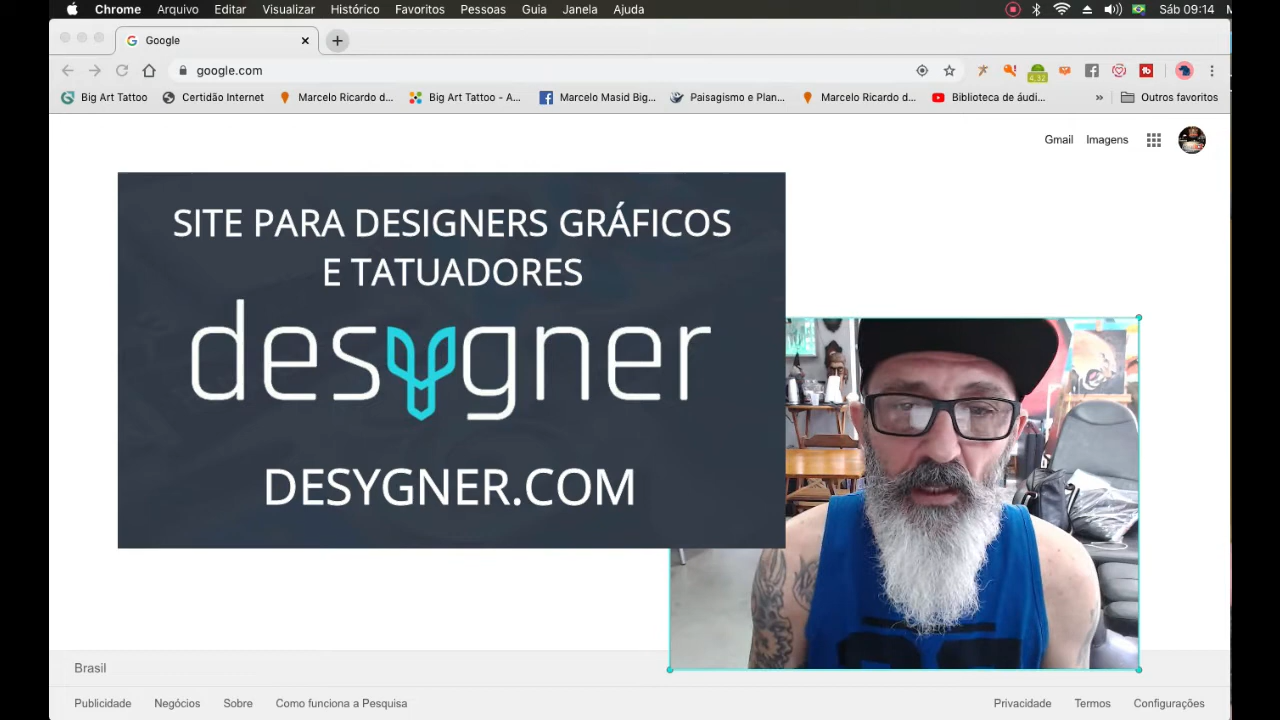 Chrome Arquivo Editar Visualizar Histórico Favoritos Pessoas Guia Janela Ajuda Sáb 09:14
Google
google.com
4.32
Big Art Tattoo Certidão Internet Marcelo Ricardo d... Big Art Tattoo - A... Marcelo Masid Big... Paisagismo e Plan... Marcelo Ricardo d... Biblioteca de áudi... » Outros favoritos
Gmail Imagens
SITE PARA DESIGNERS GRÁFICOS
E TATUADORES
desygner
DESYGNER.COM
Brasil
Publicidade Negócios Sobre Como funciona a Pesquisa Privacidade Termos Configurações